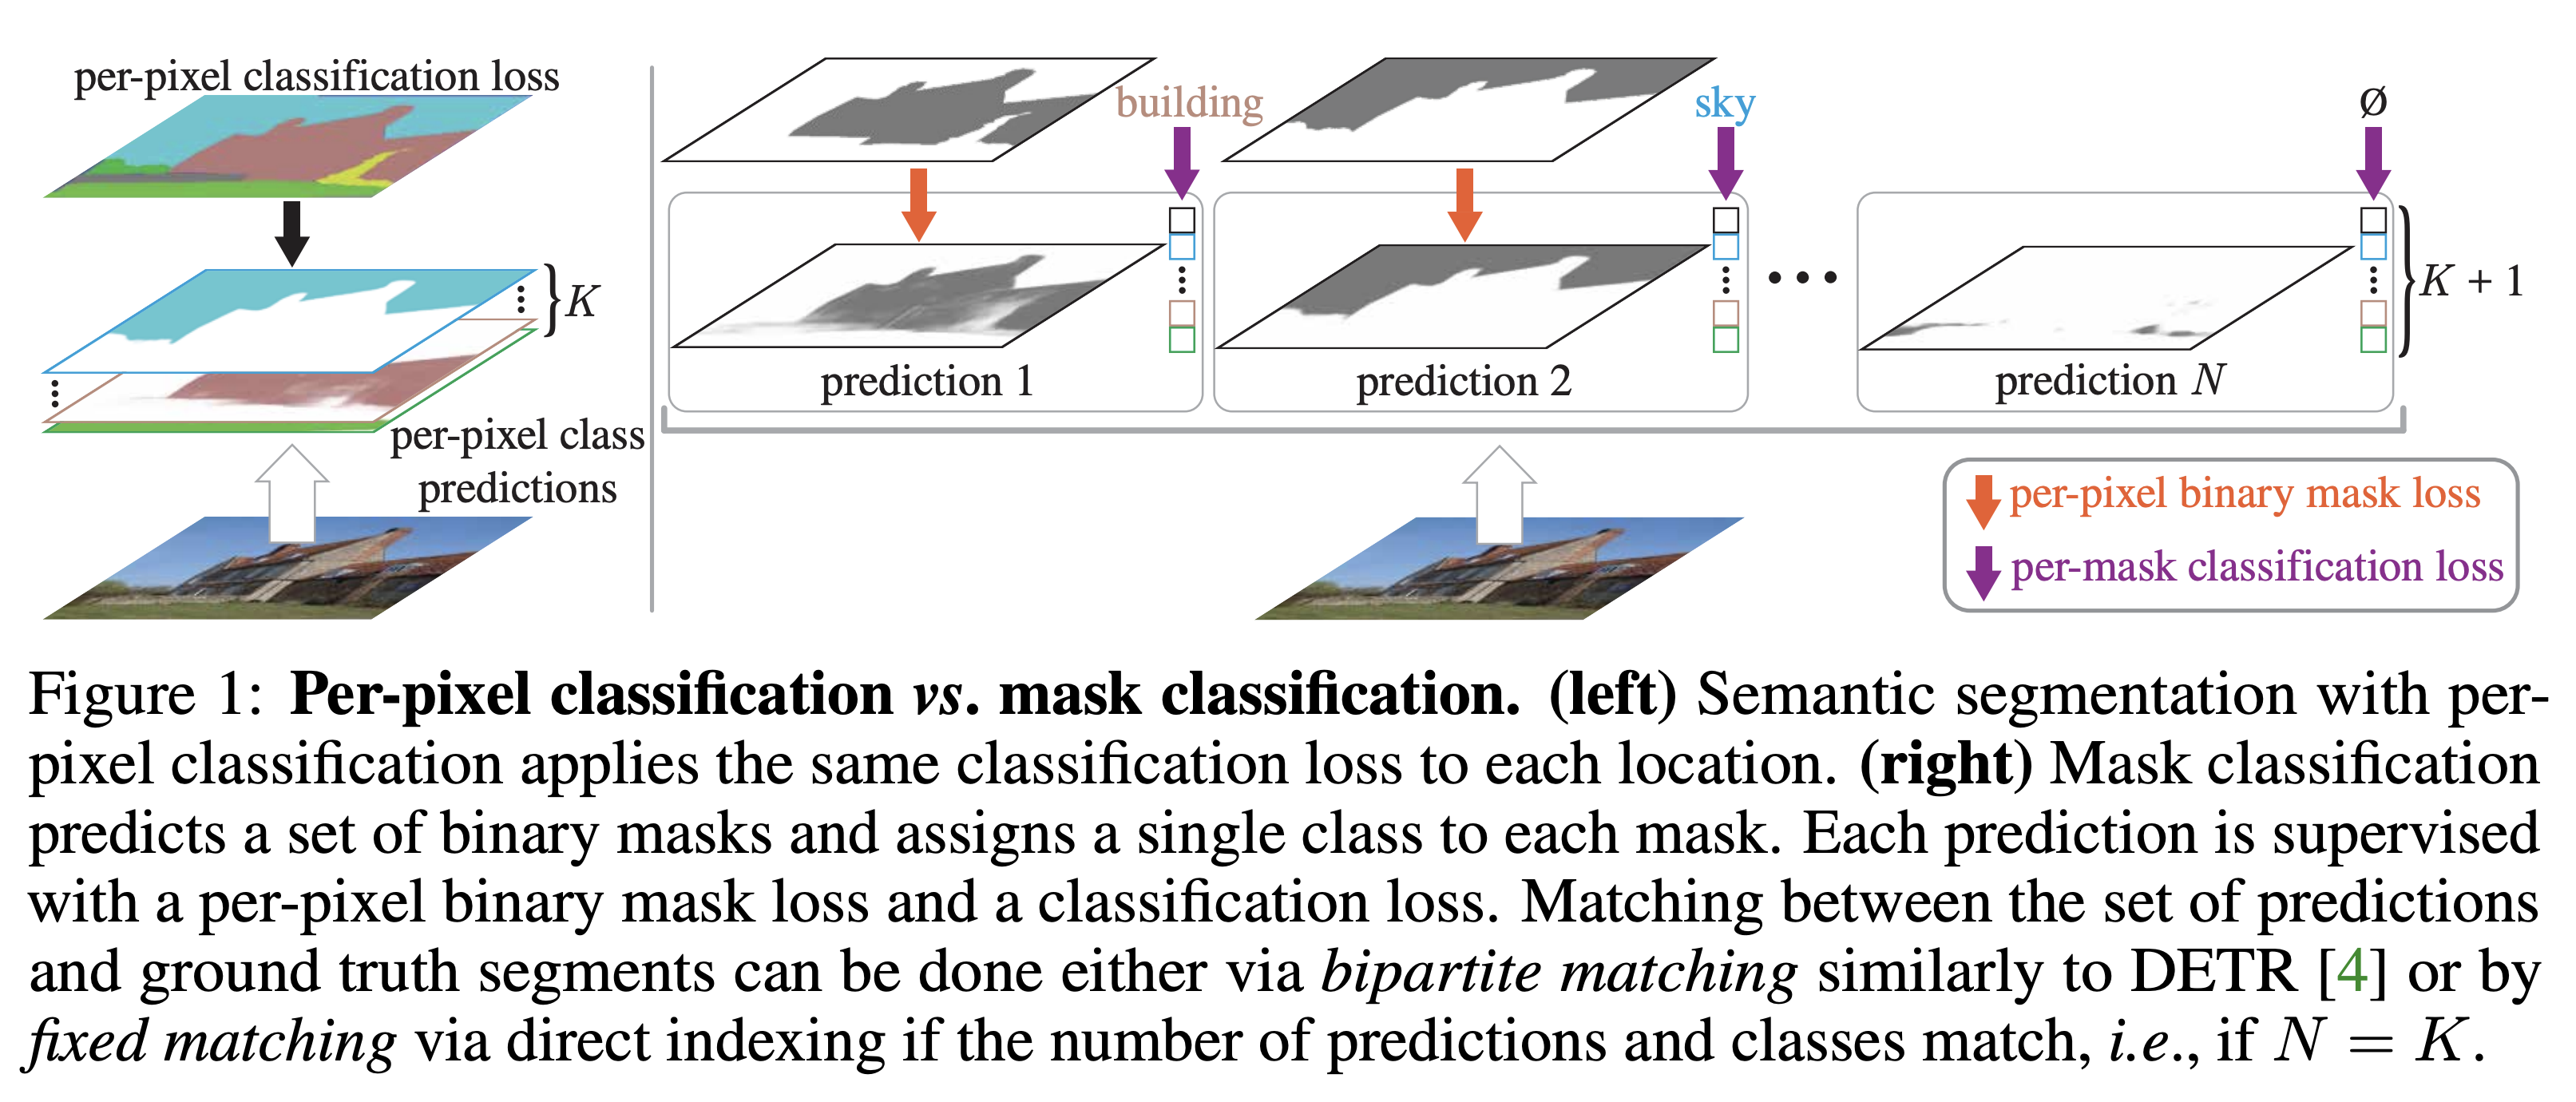 per-pixel classification loss
K
per-pixel class
predictions
building
sky
Ø
prediction 1
prediction 2
prediction N
K + 1
per-pixel binary mask loss
per-mask classification loss
Figure 1: Per-pixel classification vs. mask classification. (left) Semantic segmentation with per-
pixel classification applies the same classification loss to each location. (right) Mask classification
predicts a set of binary masks and assigns a single class to each mask. Each prediction is supervised
with a per-pixel binary mask loss and a classification loss. Matching between the set of predictions
and ground truth segments can be done either via bipartite matching similarly to DETR [4] or by
fixed matching via direct indexing if the number of predictions and classes match, i.e., if N = K.